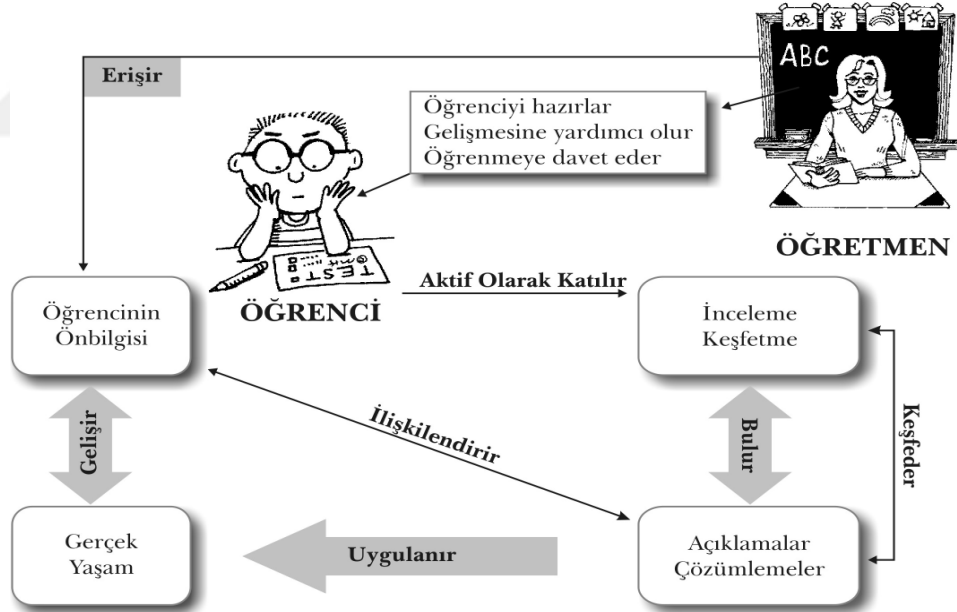 ABC
Erişir
Öğrenciyi hazırlar
Gelişmesine yardımcı olur
Öğrenmeye davet eder
ÖĞRETMEN
TEST
ÖĞRENCİ
Aktif Olarak Katılır
Öğrencinin
Önbilgisi
İnceleme
Keşfetme
Gelişir
İlişkilendirir
Bulur
Keşfeder
Gerçek
Yaşam
Uygulanır
Açıklamalar
Çözümlemeler